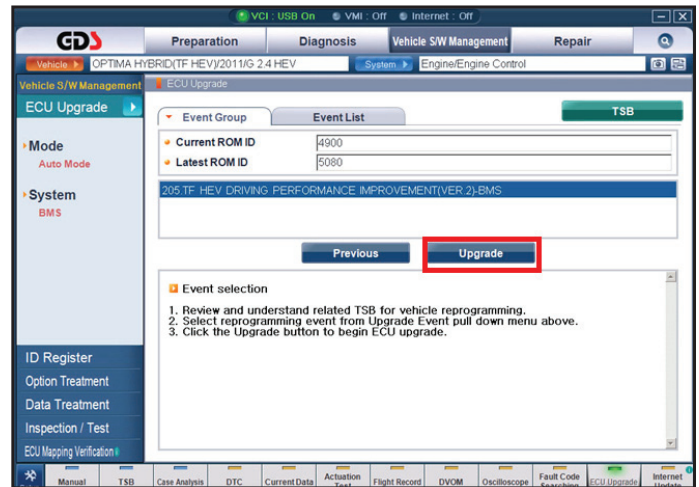 VCI : USB On VMI : Off Internet : Off
GDS Preparation Diagnosis Vehicle S/W Management Repair
Vehicle OPTIMA HYBRID(TF HEV)/2011/G 2.4 HEV System Engine/Engine Control
Vehicle S/W Management ECU Upgrade
ECU Upgrade
TSB
Event Group Event List
Mode
Auto Mode
System
BMS
Current ROM ID 4900
Latest ROM ID 5080
205.TF HEV DRIVING PERFORMANCE IMPROVEMENT(VER.2)-BMS
Previous Upgrade
Event selection
1. Review and understand related TSB for vehicle reprogramming.
2. Select reprogramming event from Upgrade Event pull down menu above.
3. Click the Upgrade button to begin ECU upgrade.
ID Register
Option Treatment
Data Treatment
Inspection / Test
ECU Mapping Verification
Manual TSB Case Analysis DTC Current Data Actuation Test Flight Record DVOM Oscilloscope Fault Code Searching ECU Upgrade Internet Update